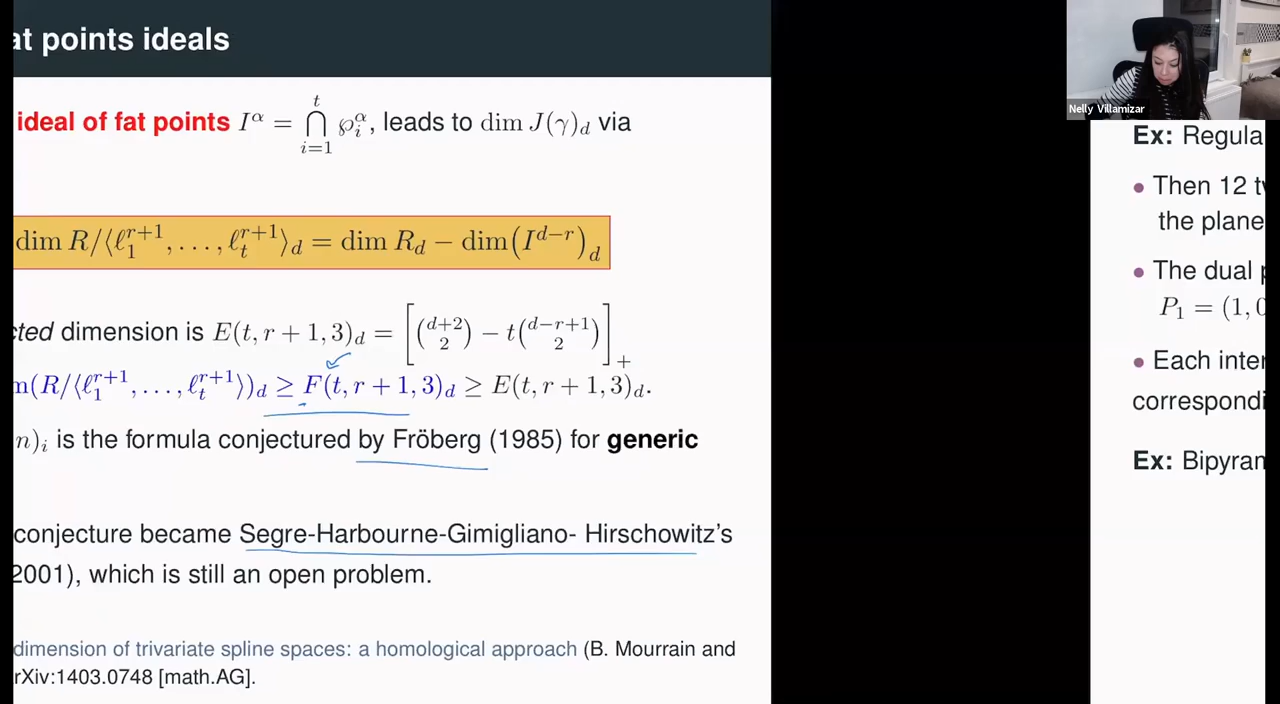 at points ideals
Nelly Villamizar
ideal of fat points I^α = ⋂_{i=1}^{t} ℘_i^α, leads to dim J(γ)_d via
dim R/⟨ℓ_1^{r+1}, . . . , ℓ_t^{r+1}⟩_d = dim R_d − dim(I^{d−r})_d
cted dimension is E(t, r + 1, 3)_d = [\binom{d+2}{2} − t\binom{d−r+1}{2}]_+
m(R/⟨ℓ_1^{r+1}, . . . , ℓ_t^{r+1}⟩)_d ≥ F(t, r + 1, 3)_d ≥ E(t, r + 1, 3)_d.
n)_i is the formula conjectured by Fröberg (1985) for generic
conjecture became Segre-Harbourne-Gimigliano- Hirschowitz's
2001), which is still an open problem.
dimension of trivariate spline spaces: a homological approach (B. Mourrain and
rXiv:1403.0748 [math.AG].
Ex: Regula
• Then 12 t
the plane
• The dual p
P_1 = (1, 0
• Each inter
correspondi
Ex: Bipyran